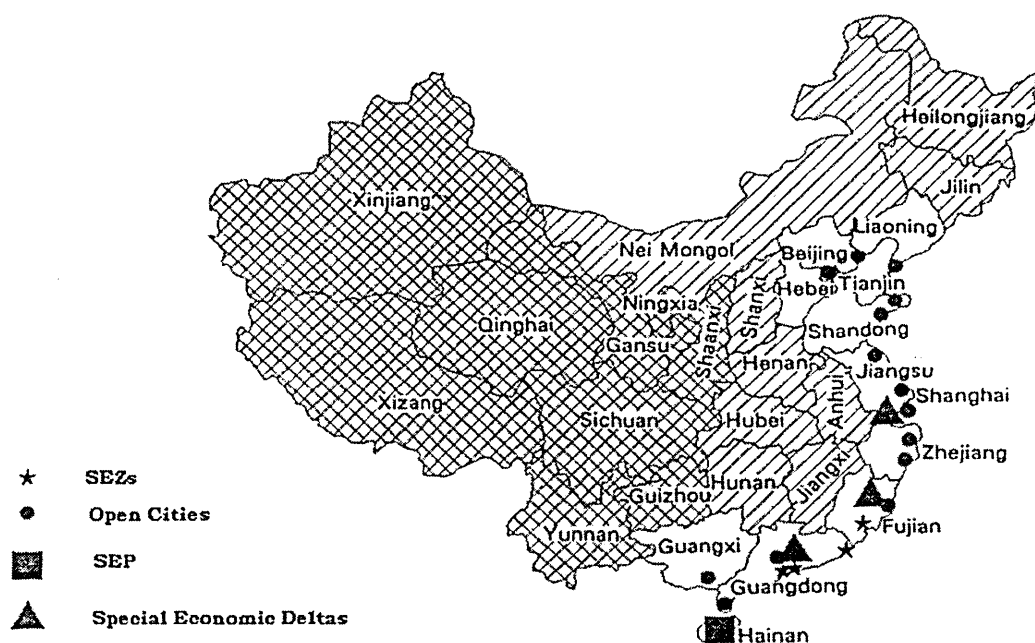 Heilongjiang
Jilin
Liaoning
Xinjiang
Nei Mongol
Beijing
Hebei
Tianjin
Ningxia
Shaanxi
Shanxi
Qinghai
Gansu
Shandong
Henan
Jiangsu
Anhui
Shanghai
Xizang
Sichuan
Hubei
Zhejiang
Jiangxi
Hunan
Guizhou
Yunnan
Guangxi
Fujian
Guangdong
Hainan
SEZs
Open Cities
SEP
Special Economic Deltas